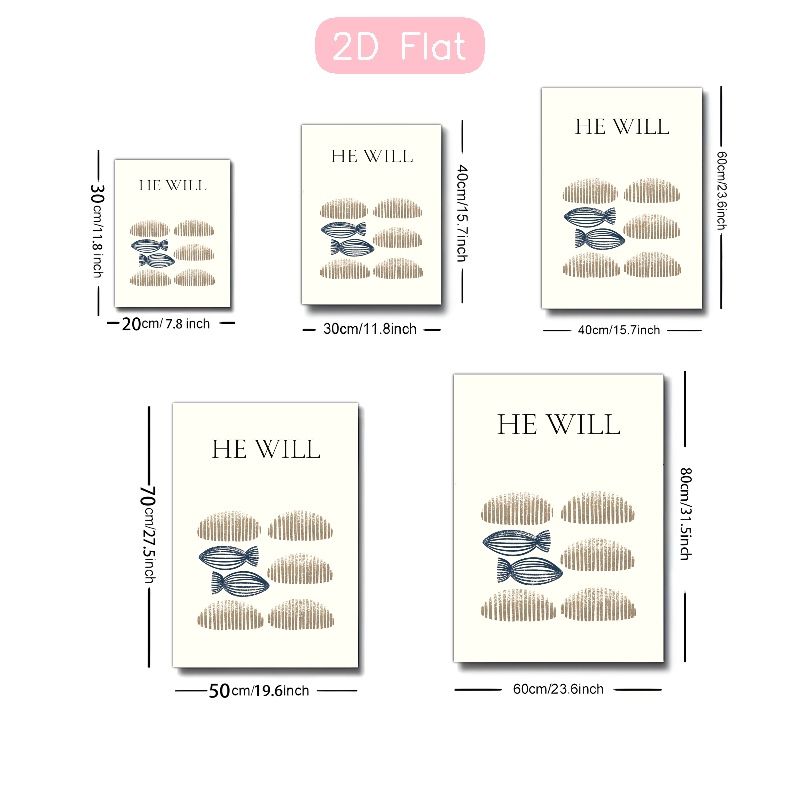 2D Flat
HE WILL
30cm/11.8 inch
20cm/7.8 inch
HE WILL
40cm/15.7inch
30cm/11.8inch
HE WILL
60cm/23.6inch
40cm/15.7inch
HE WILL
70cm/27.5inch
50cm/19.6inch
HE WILL
80cm/31.5inch
60cm/23.6inch